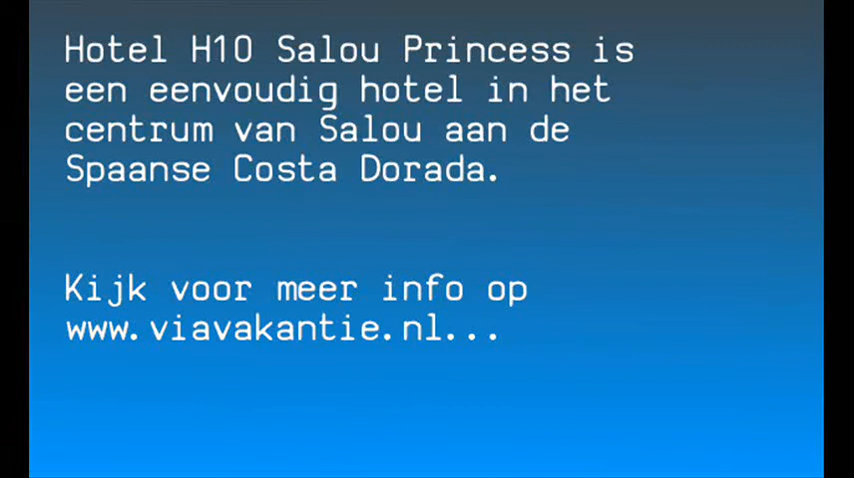 Hotel H10 Salou Princess is
een eenvoudig hotel in het
centrum van Salou aan de
Spaanse Costa Dorada.
Kijk voor meer info op
www.viavakantie.nl...